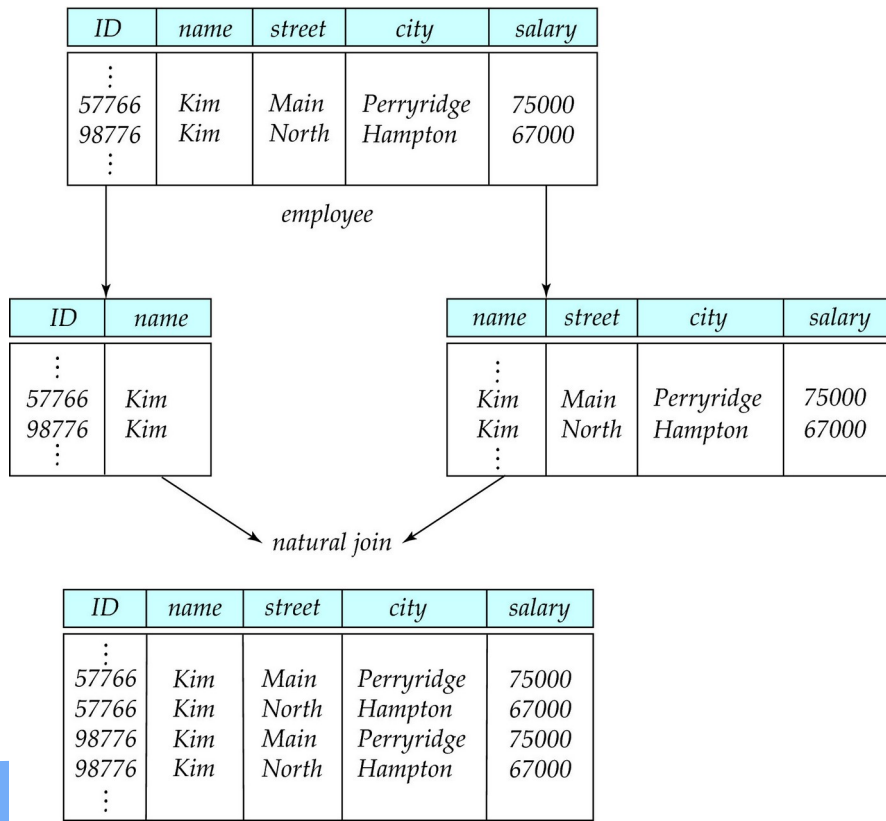 ID name street city salary
⋮
57766 Kim Main Perryridge 75000
98776 Kim North Hampton 67000
⋮
employee
ID name
⋮
57766 Kim
98776 Kim
⋮
name street city salary
⋮
Kim Main Perryridge 75000
Kim North Hampton 67000
⋮
natural join
ID name street city salary
⋮
57766 Kim Main Perryridge 75000
57766 Kim North Hampton 67000
98776 Kim Main Perryridge 75000
98776 Kim North Hampton 67000
⋮